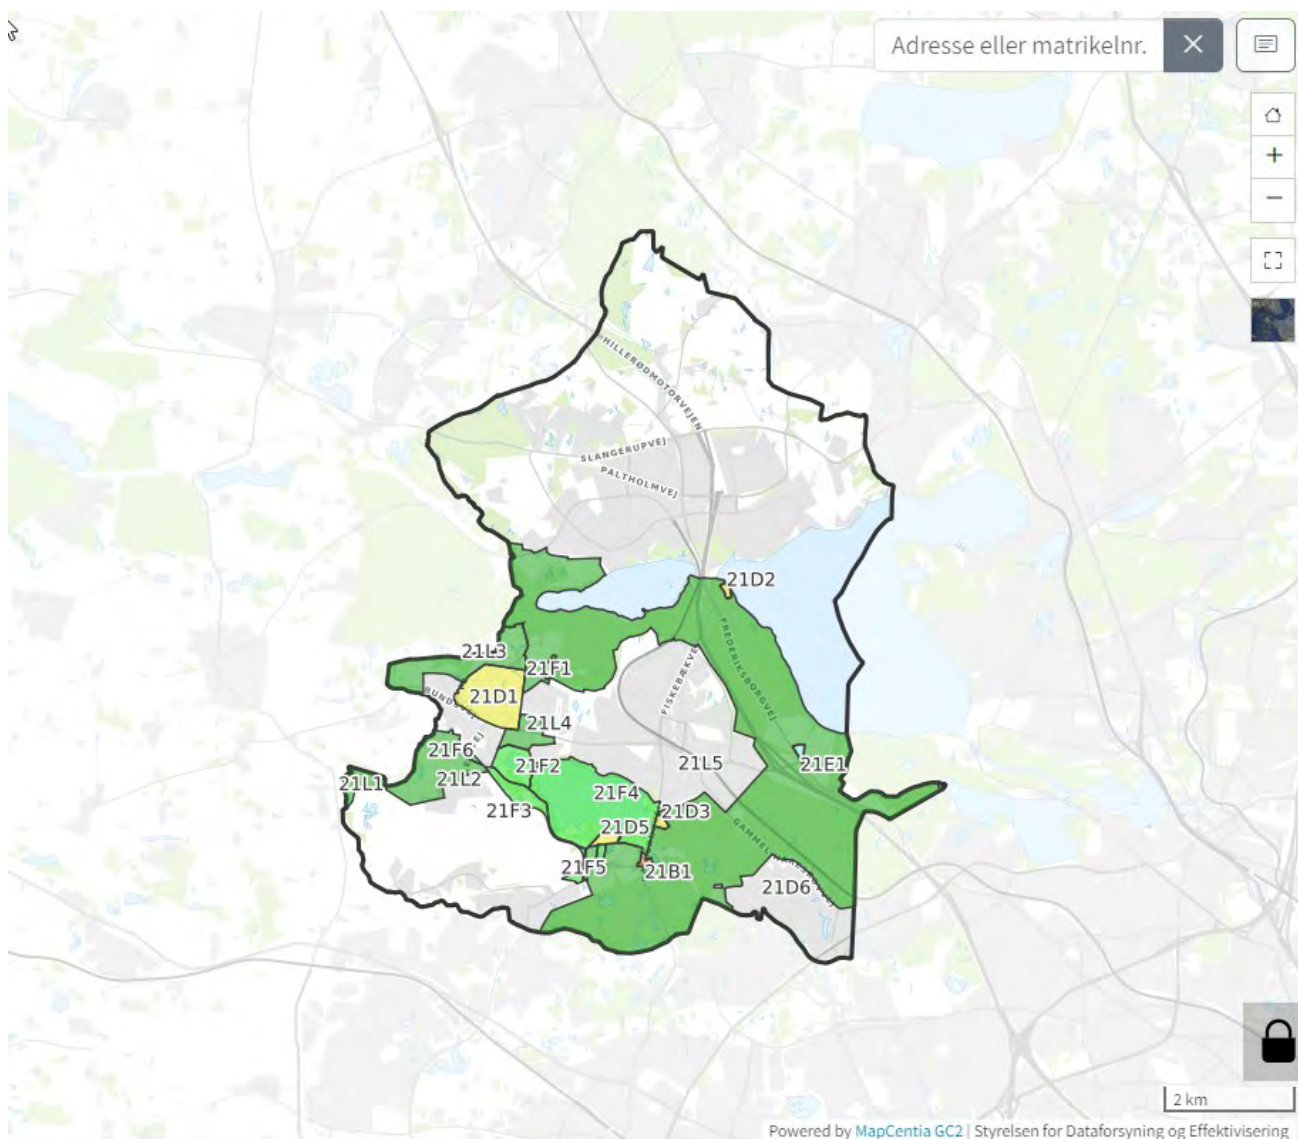 Adresse eller matrikelnr.
HILLERØDMOTORVEJEN
SLANGERUPVEJ
PALTHOLMVEJ
21D2
FREDERIKSBORGVEJ
21L3
21F1
FISKEBÆKVEJ
21D1
21L4
21F6
21F2
21L5
21E1
21L1
21L2
21F4
21F3
21D3
21D5
21F5
21B1
21D6
2 km
Powered by MapCentia GC2 | Styrelsen for Dataforsyning og Effektivisering